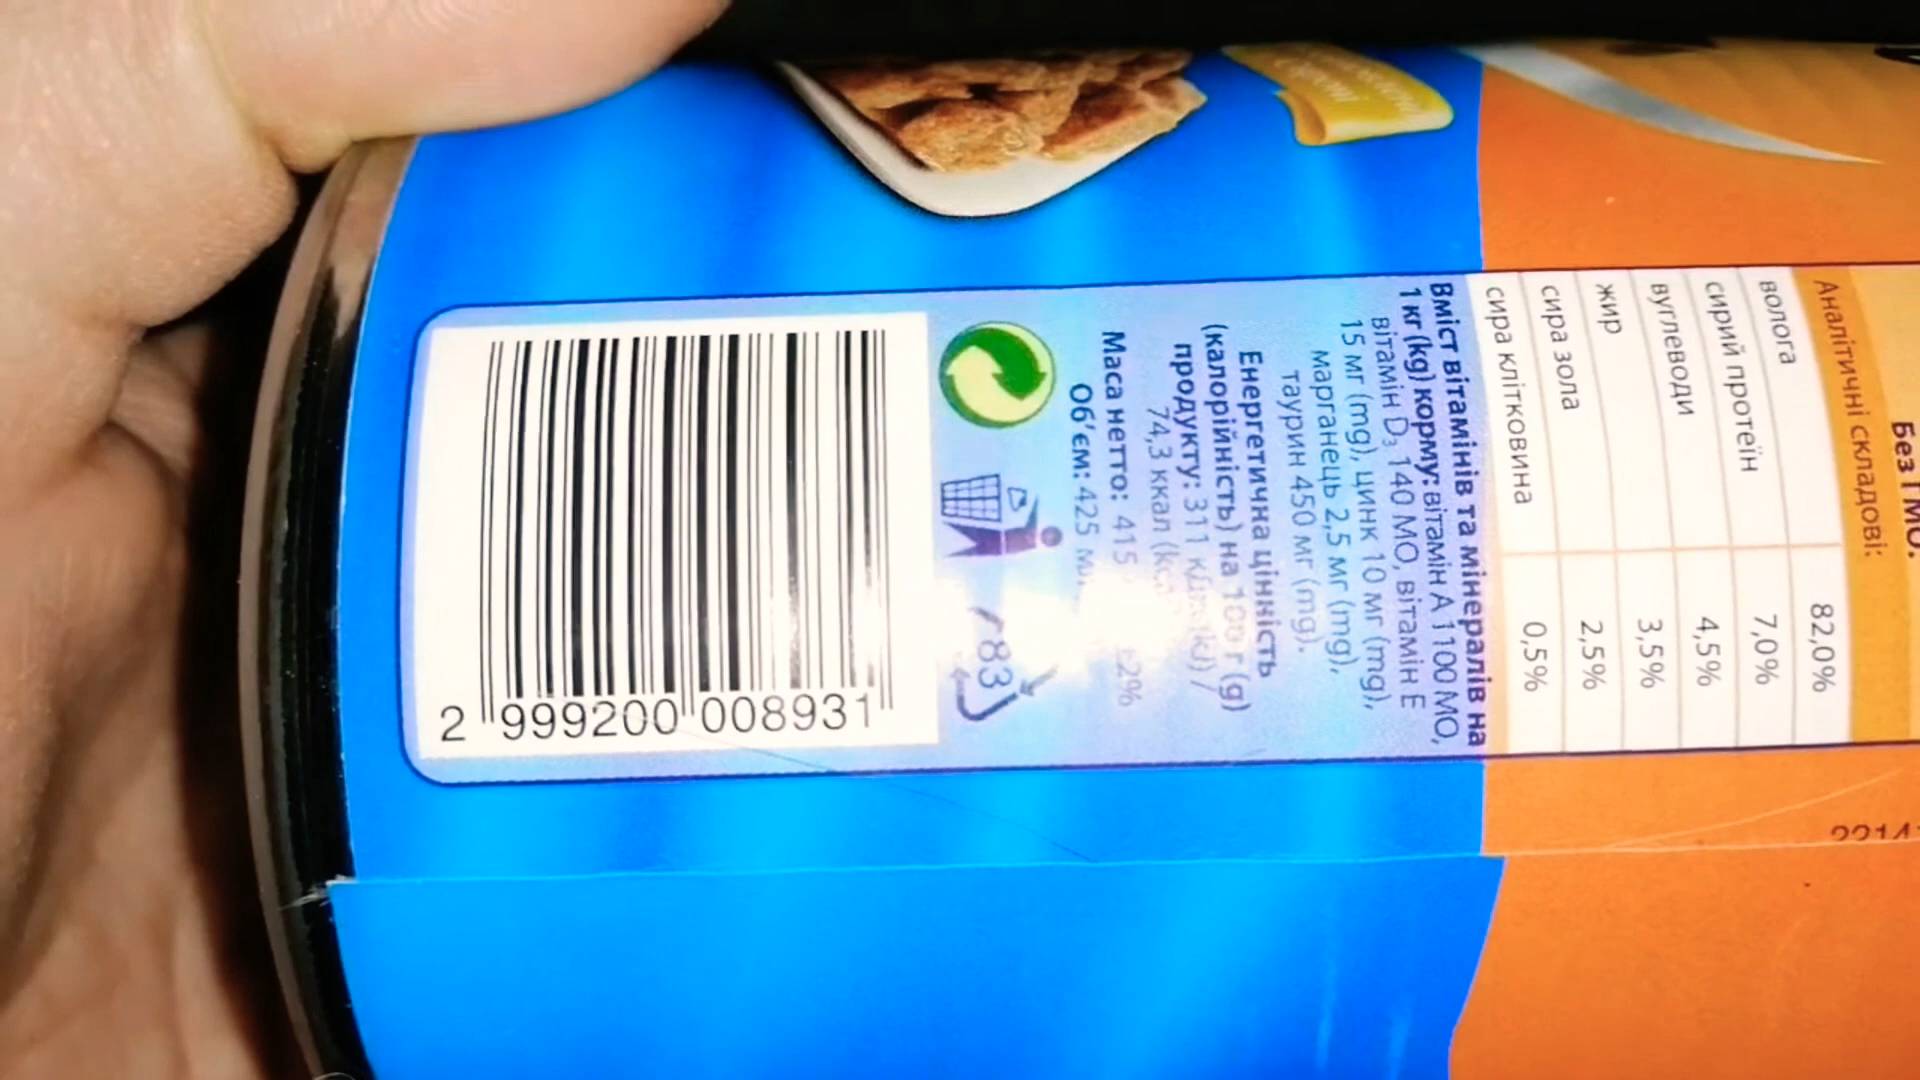 Без ГМО.
Аналітичні складові:
волога 82,0%
сирий протеїн 7,0%
вуглеводи 4,5%
жир 3,5%
сира зола 2,5%
сира клітковина 0,5%
Вміст вітамінів та мінералів на
1 кг (kg) корму: вітамін А 1100 МО,
вітамін D₃ 140 МО, вітамін Е
15 мг (mg), цинк 10 мг (mg),
марганець 2,5 мг (mg),
таурин 450 мг (mg).
Енергетична цінність
(калорійність) на 100 г (g)
продукту: 311 кДж (kJ) /
74,3 ккал
Маса нетто: 415 ±2%
Об'єм: 425
83
2 999200 008931